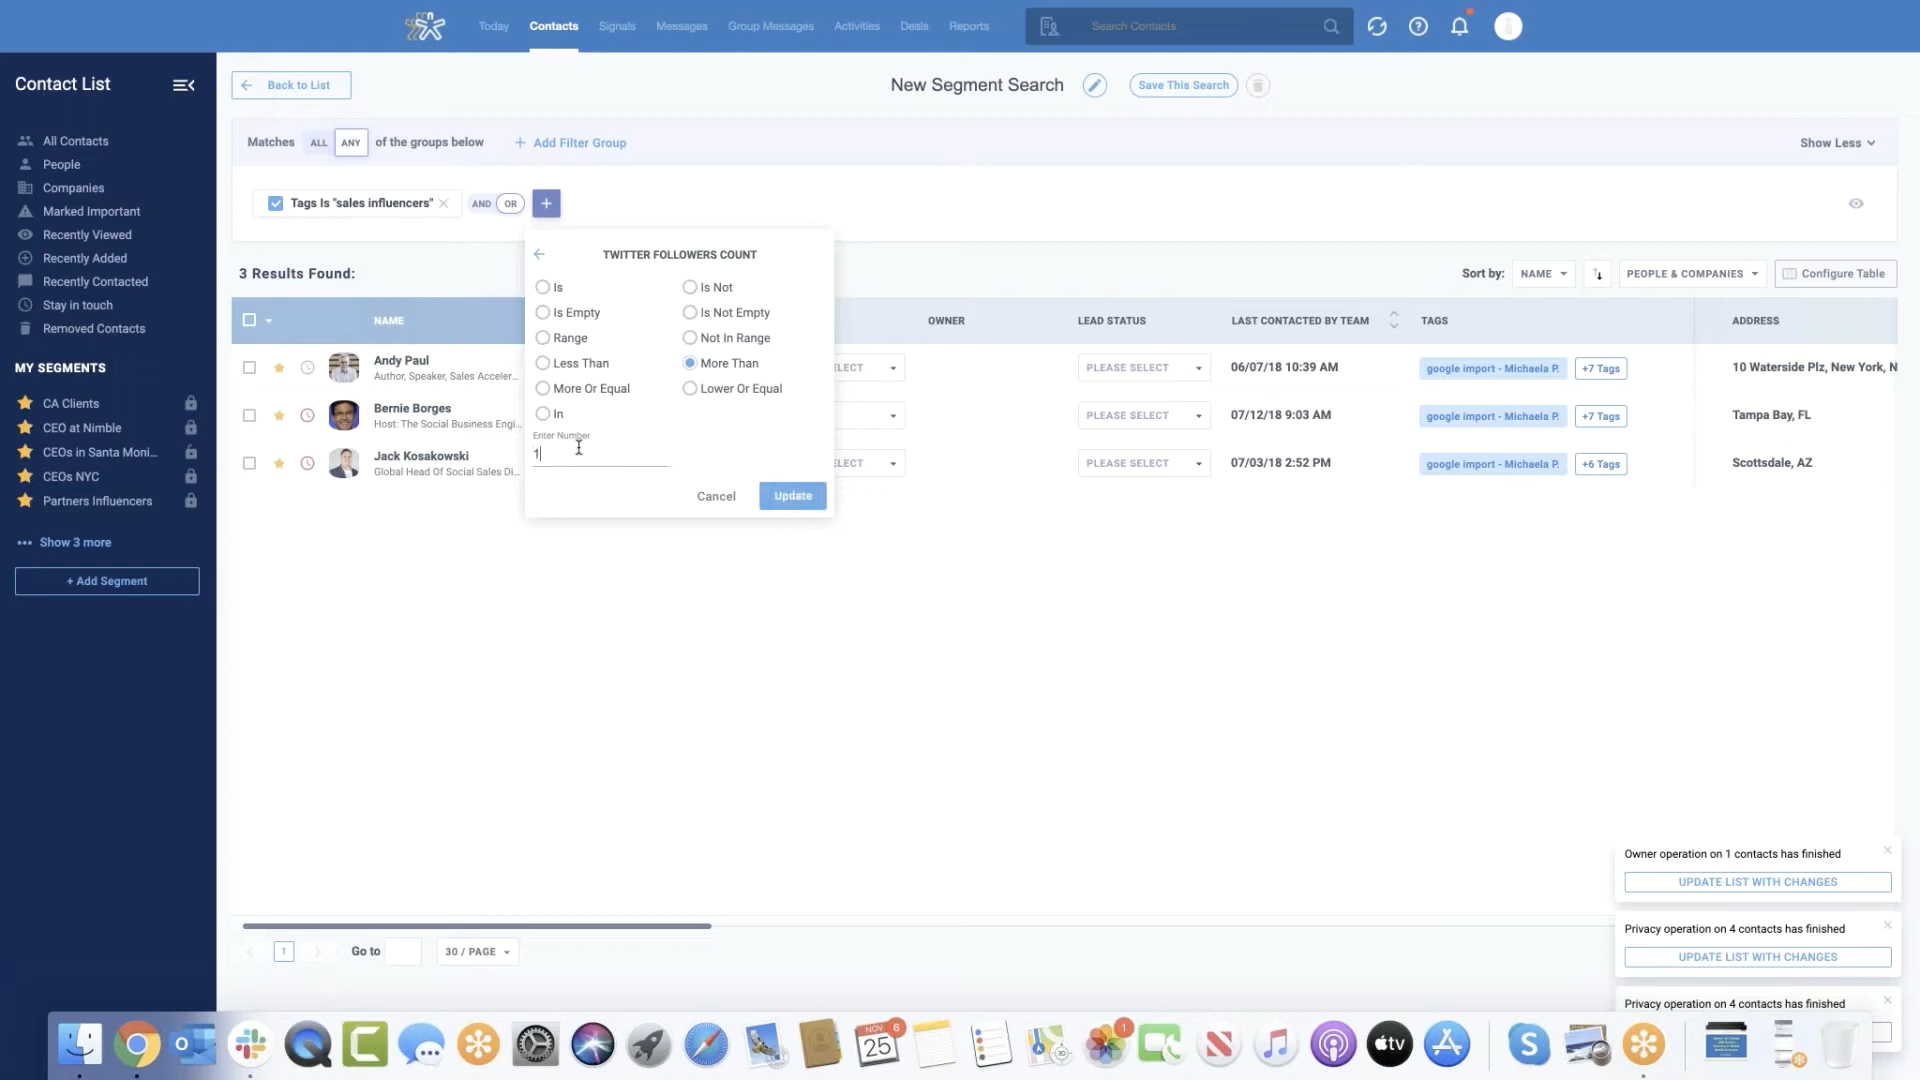 Today Contacts Signals Messages Group Messages Activities Deals Reports Search Contacts
Contact List
Back to List
New Segment Search
Save This Search
All Contacts
People
Companies
Marked Important
Recently Viewed
Recently Added
Recently Contacted
Stay in touch
Removed Contacts
MY SEGMENTS
CA Clients
CEO at Nimble
CEOs in Santa Moni...
CEOs NYC
Partners Influencers
Show 3 more
+ Add Segment
Matches ALL ANY of the groups below + Add Filter Group
Show Less
Tags Is "sales influencers" AND OR +
3 Results Found:
Sort by: NAME PEOPLE & COMPANIES Configure Table
NAME OWNER LEAD STATUS LAST CONTACTED BY TEAM TAGS ADDRESS
Andy Paul
Author, Speaker, Sales Acceler...
ELECT PLEASE SELECT 06/07/18 10:39 AM google import - Michaela P. +7 Tags 10 Waterside Plz, New York, N
Bernie Borges
Host: The Social Business Engi...
PLEASE SELECT 07/12/18 9:03 AM google import - Michaela P. +7 Tags Tampa Bay, FL
Jack Kosakowski
Global Head Of Social Sales Di...
ELECT PLEASE SELECT 07/03/18 2:52 PM google import - Michaela P. +6 Tags Scottsdale, AZ
TWITTER FOLLOWERS COUNT
Is Is Not
Is Empty Is Not Empty
Range Not In Range
Less Than More Than
More Or Equal Lower Or Equal
In
Enter Number
1
Cancel Update
1 Go to 30 / PAGE
Owner operation on 1 contacts has finished
UPDATE LIST WITH CHANGES
Privacy operation on 4 contacts has finished
UPDATE LIST WITH CHANGES
Privacy operation on 4 contacts has finished
NOV 6
25
1
tv
S